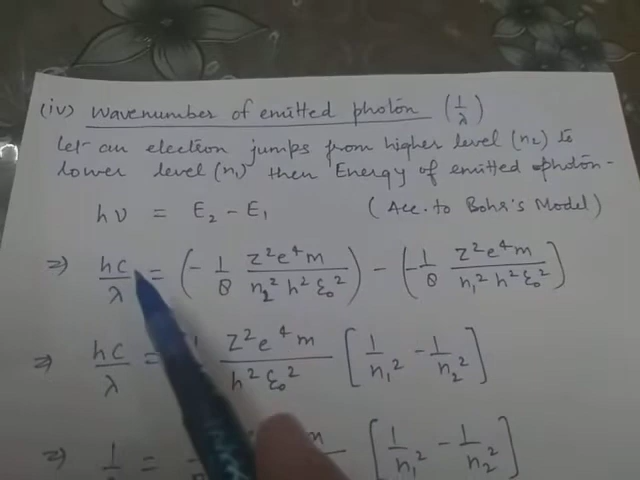 (iv) Wavenumber of emitted photon (1/λ)
Let an electron jumps from higher level (n2) to
lower level (n1) then Energy of emitted photon-
hν = E2 - E1 (Acc. to Bohr's Model)
⇒ hc/λ = (- 1/8 Z²e⁴m/n2²h²ε0²) - (- 1/8 Z²e⁴m/n1²h²ε0²)
⇒ hc/λ = Z²e⁴m/h²ε0² [1/n1² - 1/n2²]
⇒ = m [1/n1² - 1/n2²]